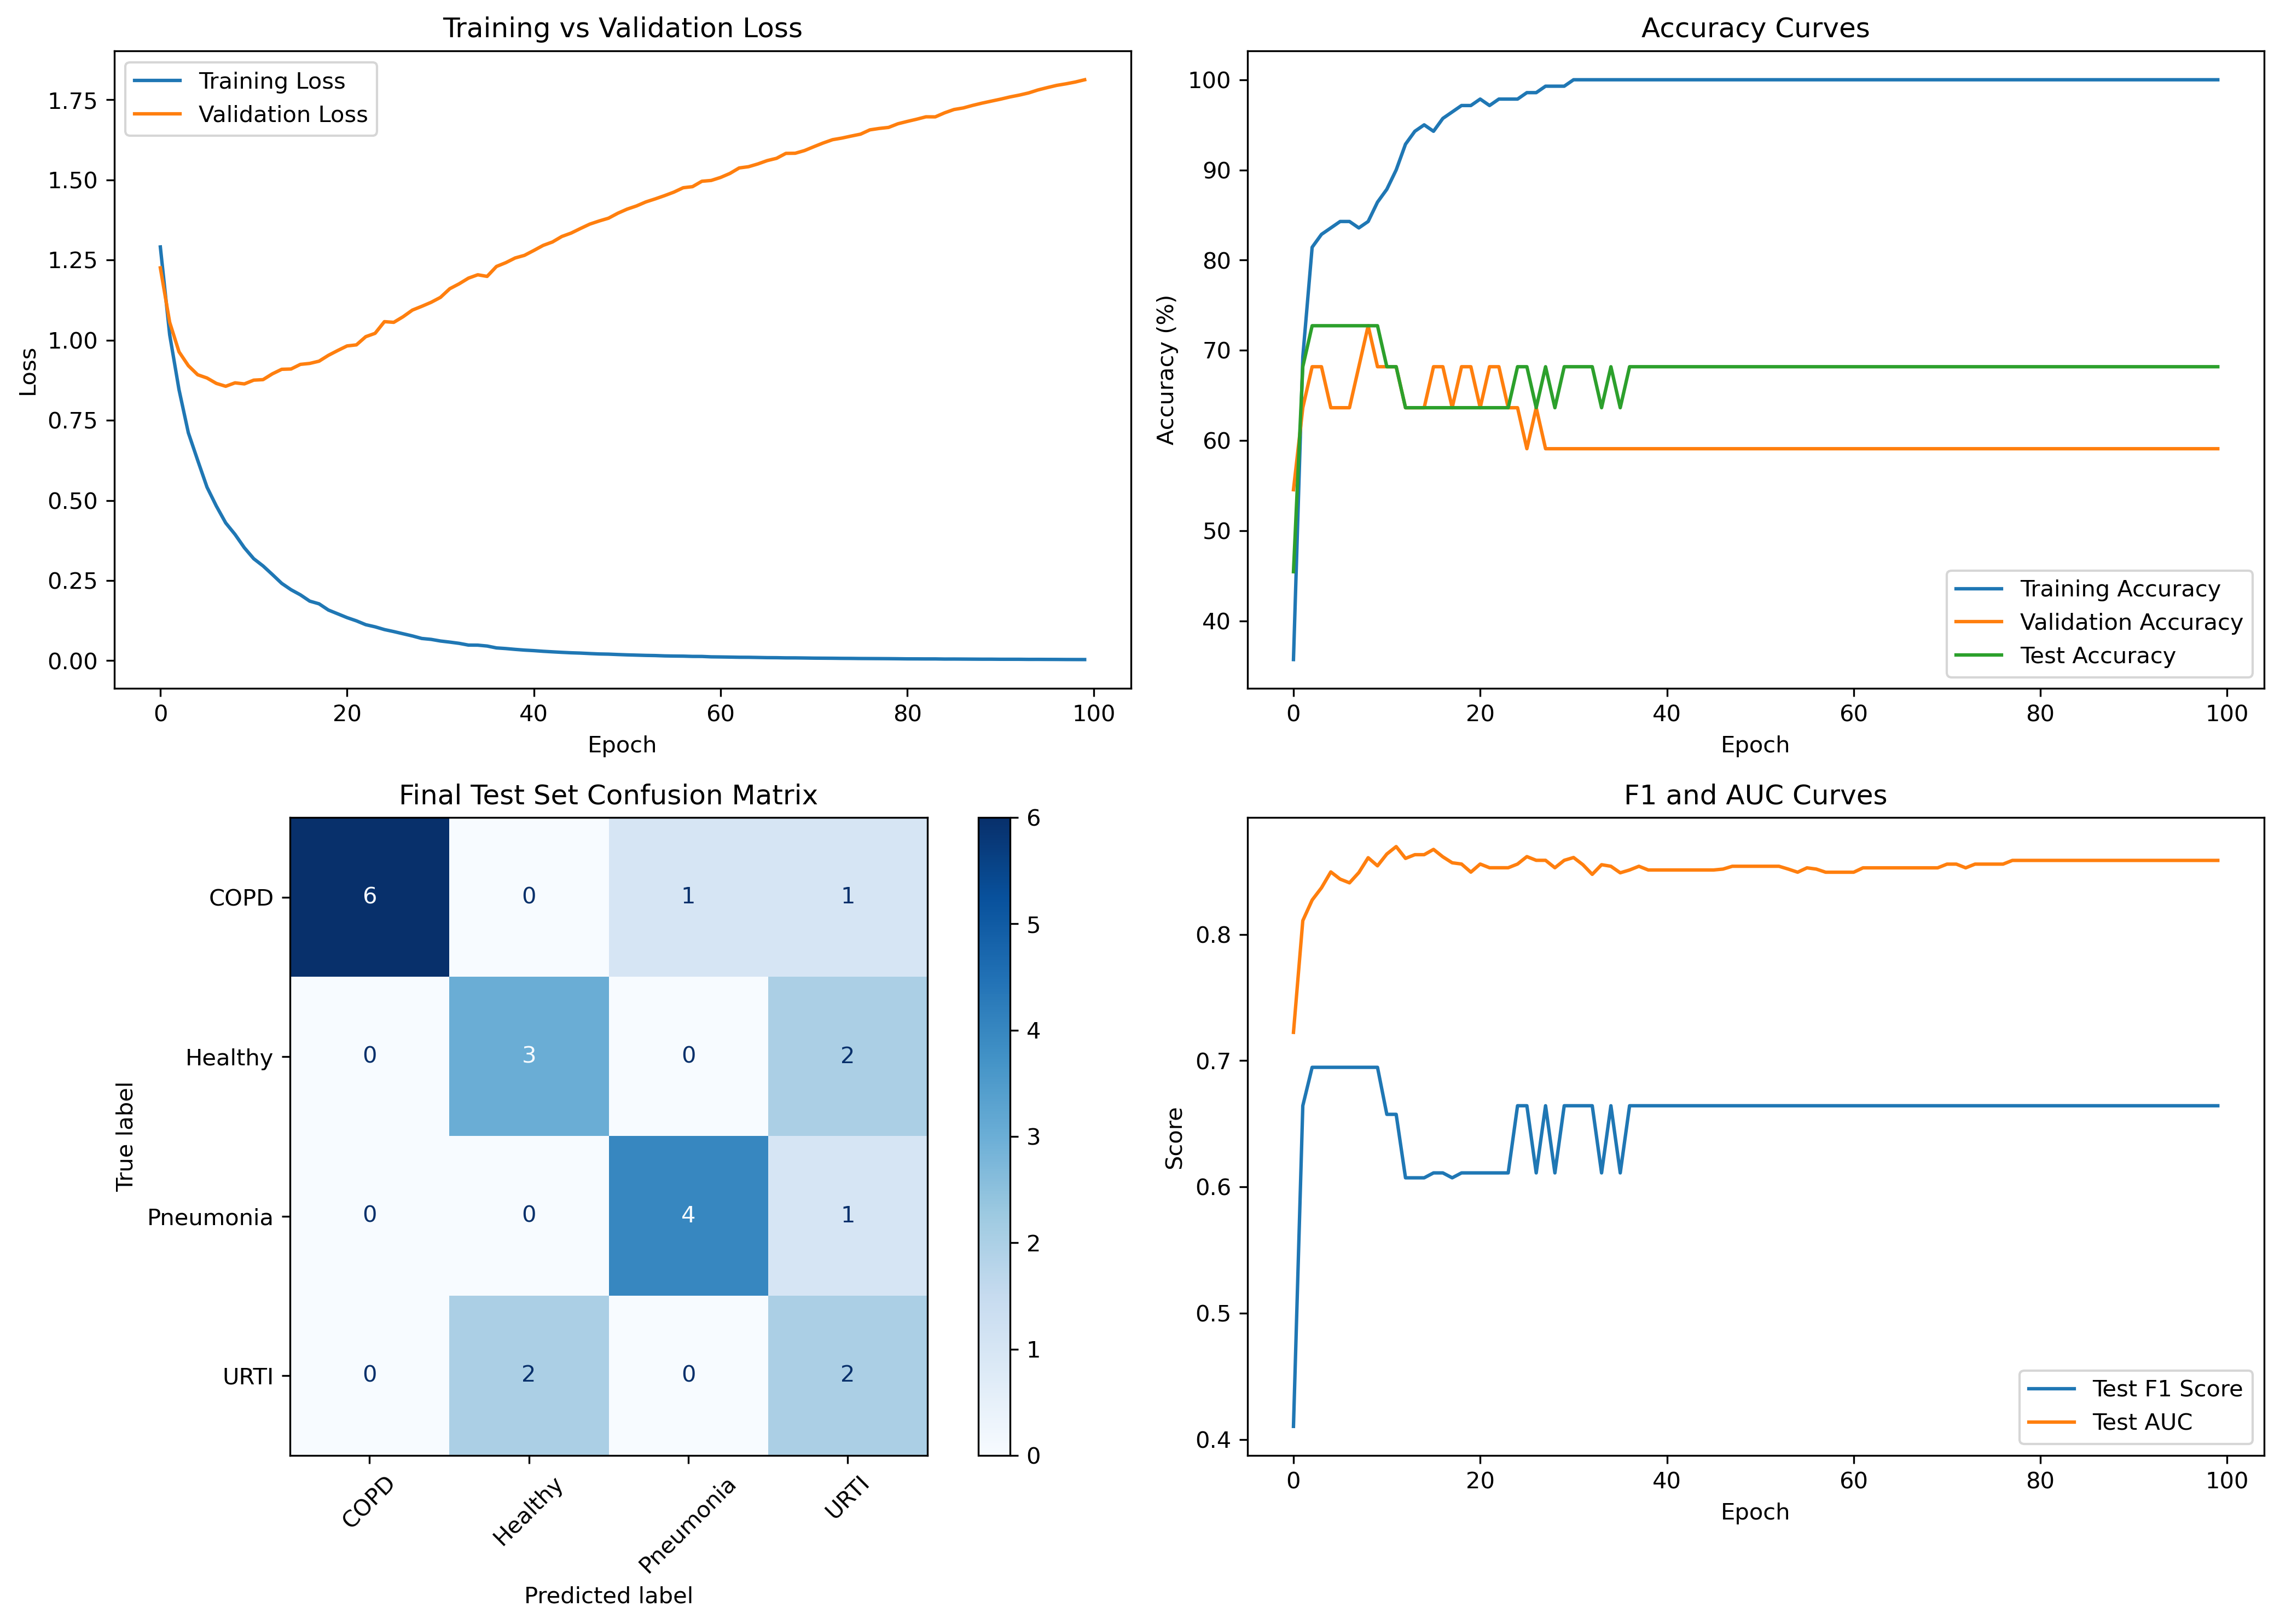 Training vs Validation Loss
Training Loss
Validation Loss
1.75
1.50
1.25
1.00
0.75
0.50
0.25
0.00
Loss
0 20 40 60 80 100
Epoch
Accuracy Curves
100
90
80
70
60
50
40
Accuracy (%)
Training Accuracy
Validation Accuracy
Test Accuracy
0 20 40 60 80 100
Epoch
Final Test Set Confusion Matrix
True label
COPD 6 0 1 1
Healthy 0 3 0 2
Pneumonia 0 0 4 1
URTI 0 2 0 2
COPD Healthy Pneumonia URTI
Predicted label
6
5
4
3
2
1
0
F1 and AUC Curves
0.8
0.7
0.6
0.5
0.4
Score
Test F1 Score
Test AUC
0 20 40 60 80 100
Epoch